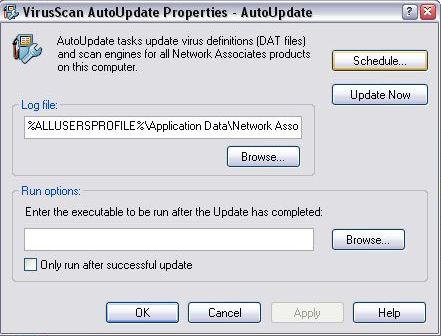 VirusScan AutoUpdate Properties - AutoUpdate
AutoUpdate tasks update virus definitions (DAT files)
and scan engines for all Network Associates products
on this computer.
Schedule...
Update Now
Log file:
%ALLUSERSPROFILE%\Application Data\Network Asso
Browse...
Run options:
Enter the executable to be run after the Update has completed:
Browse...
Only run after successful update
OK
Cancel
Apply
Help